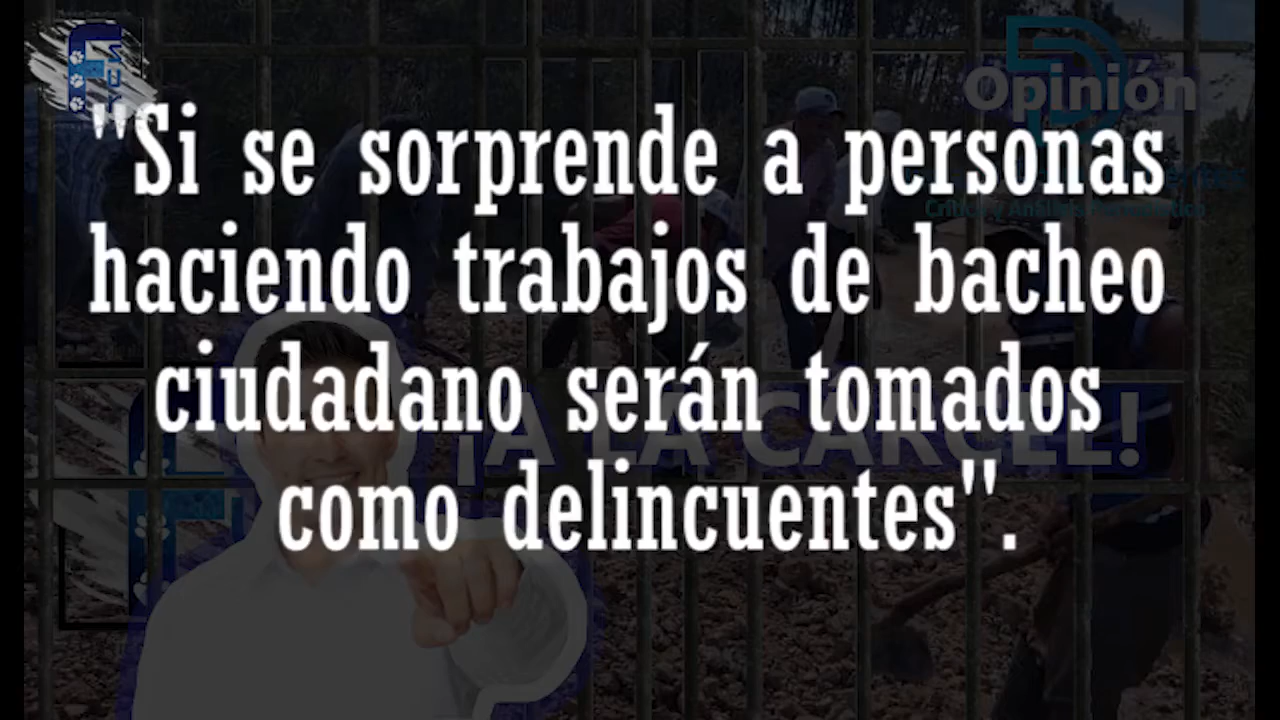 Opinión
"Si se sorprende a personas
haciendo trabajos de bacheo
ciudadano serán tomados
como delincuentes".
¡A LA CÁRCEL!